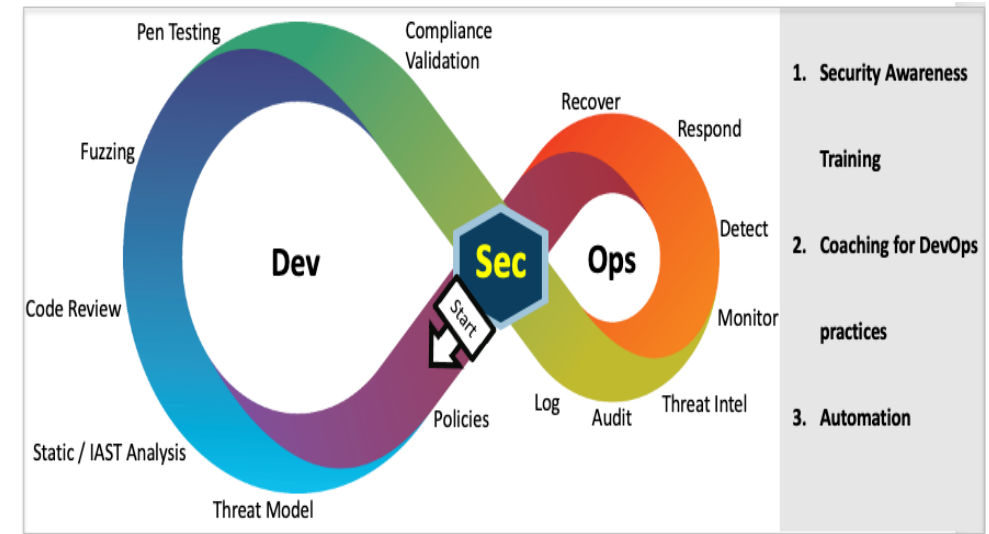 Pen Testing
Compliance
Validation
Recover
Respond
Fuzzing
Detect
Dev
Sec
Ops
Start
Code Review
Monitor
Policies
Log
Audit
Threat Intel
Static / IAST Analysis
Threat Model
1. Security Awareness
Training
2. Coaching for DevOps
practices
3. Automation